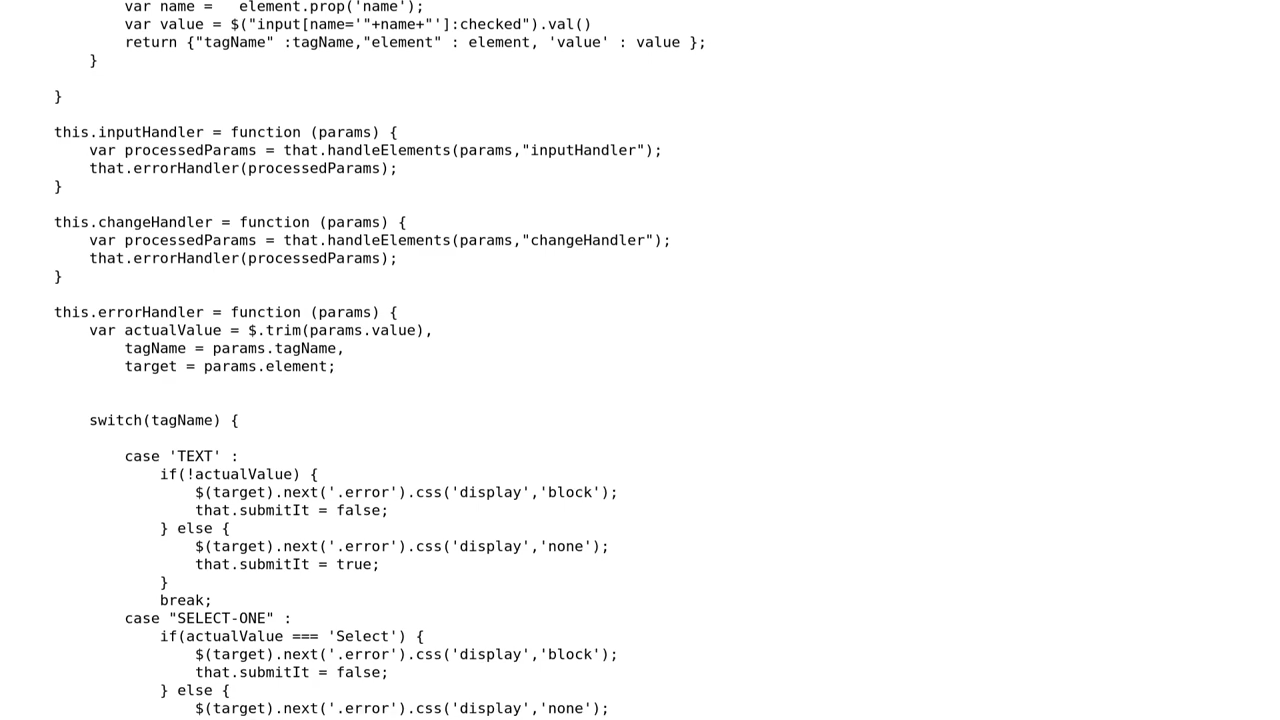 var name =   element.prop('name');
var value = $("input[name='"+name+"']:checked").val()
return {"tagName" :tagName,"element" : element, 'value' : value };
}
}
this.inputHandler = function (params) {
var processedParams = that.handleElements(params,"inputHandler");
that.errorHandler(processedParams);
}
this.changeHandler = function (params) {
var processedParams = that.handleElements(params,"changeHandler");
that.errorHandler(processedParams);
}
this.errorHandler = function (params) {
var actualValue = $.trim(params.value),
tagName = params.tagName,
target = params.element;
switch(tagName) {
case 'TEXT' :
if(!actualValue) {
$(target).next('.error').css('display','block');
that.submitIt = false;
} else {
$(target).next('.error').css('display','none');
that.submitIt = true;
}
break;
case "SELECT-ONE" :
if(actualValue === 'Select') {
$(target).next('.error').css('display','block');
that.submitIt = false;
} else {
$(target).next('.error').css('display','none');